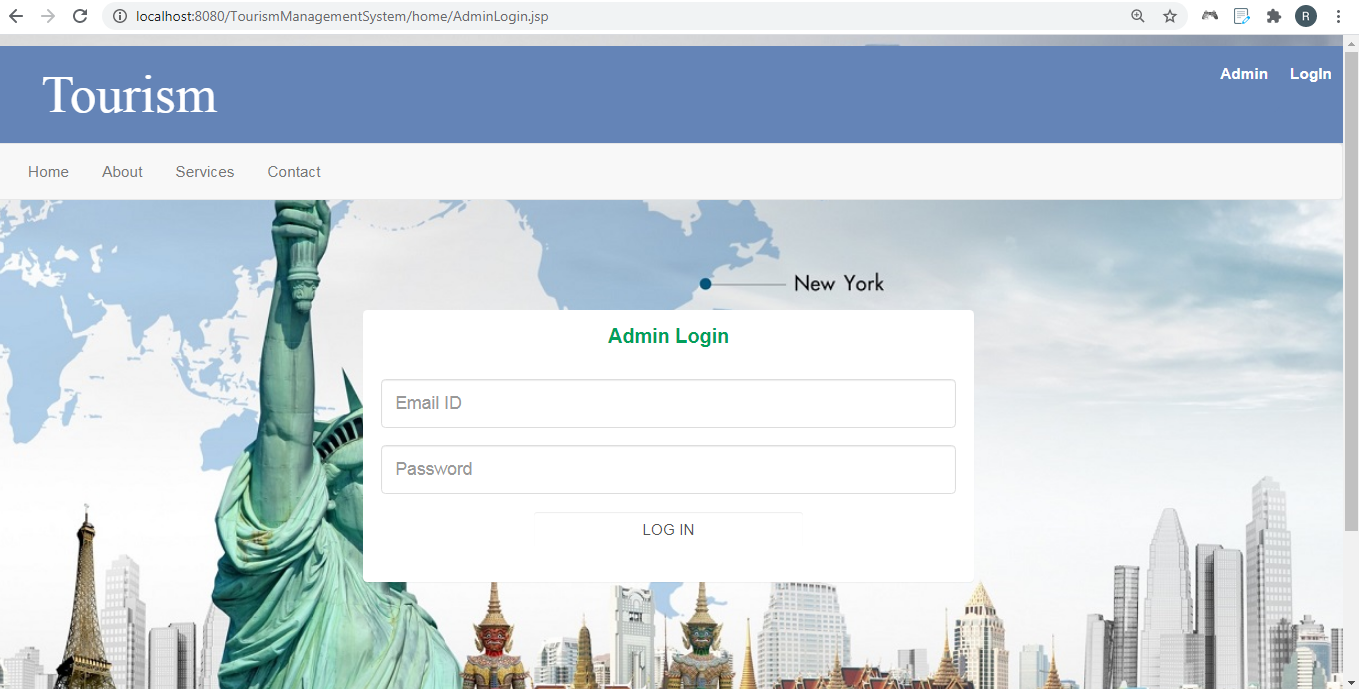 localhost:8080/TourismManagementSystem/home/AdminLogin.jsp
R
Tourism
Admin LogIn
Home About Services Contact
New York
Admin Login
Email ID
Password
LOG IN